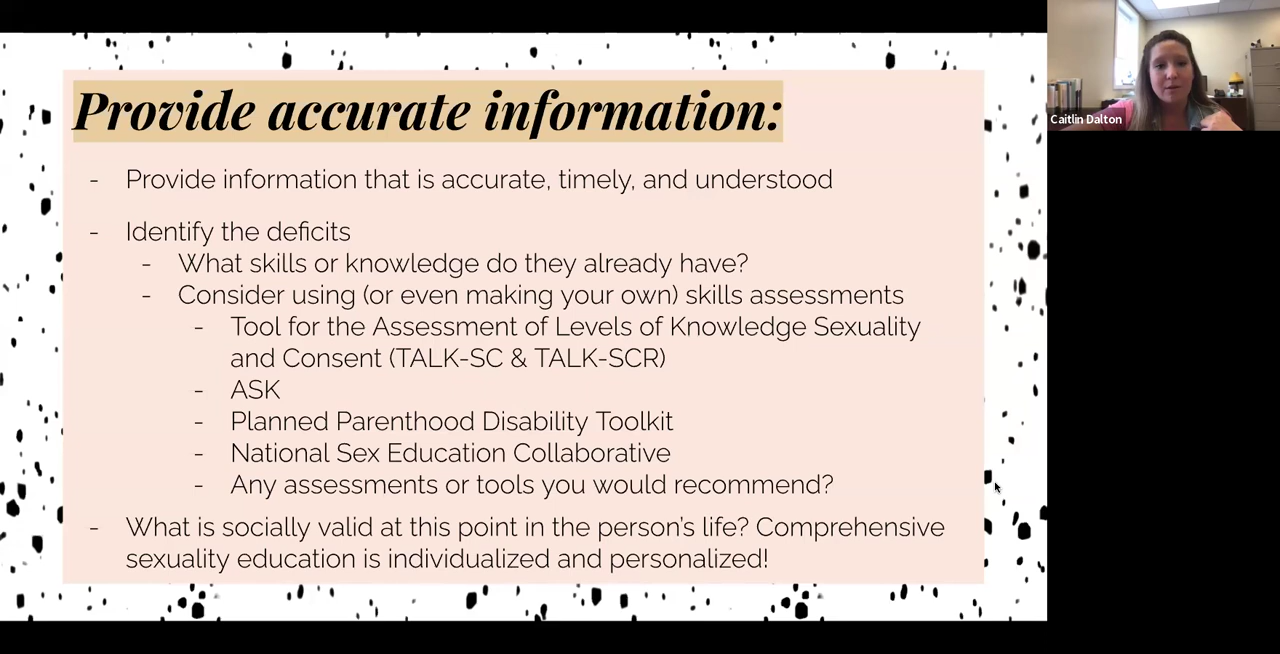 Provide accurate information:
- Provide information that is accurate, timely, and understood
- Identify the deficits
- What skills or knowledge do they already have?
- Consider using (or even making your own) skills assessments
- Tool for the Assessment of Levels of Knowledge Sexuality
and Consent (TALK-SC & TALK-SCR)
- ASK
- Planned Parenthood Disability Toolkit
- National Sex Education Collaborative
- Any assessments or tools you would recommend?
- What is socially valid at this point in the person's life? Comprehensive
sexuality education is individualized and personalized!
Caitlin Dalton